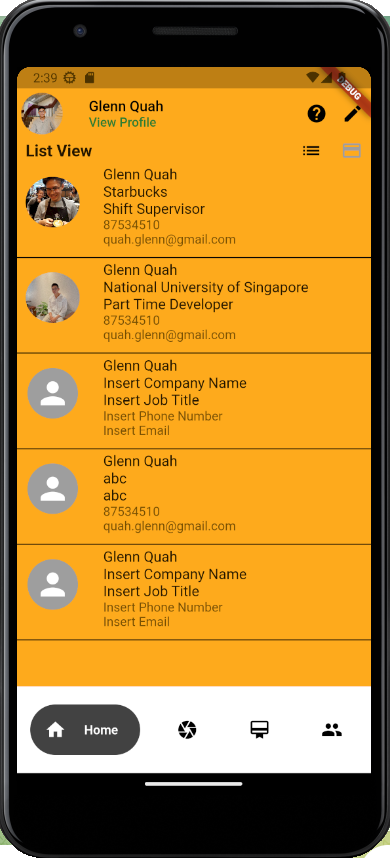 2:39
DEBUG
Glenn Quah
View Profile
List View
Glenn Quah
Starbucks
Shift Supervisor
87534510
quah.glenn@gmail.com
Glenn Quah
National University of Singapore
Part Time Developer
87534510
quah.glenn@gmail.com
Glenn Quah
Insert Company Name
Insert Job Title
Insert Phone Number
Insert Email
Glenn Quah
abc
abc
87534510
quah.glenn@gmail.com
Glenn Quah
Insert Company Name
Insert Job Title
Insert Phone Number
Insert Email
Home